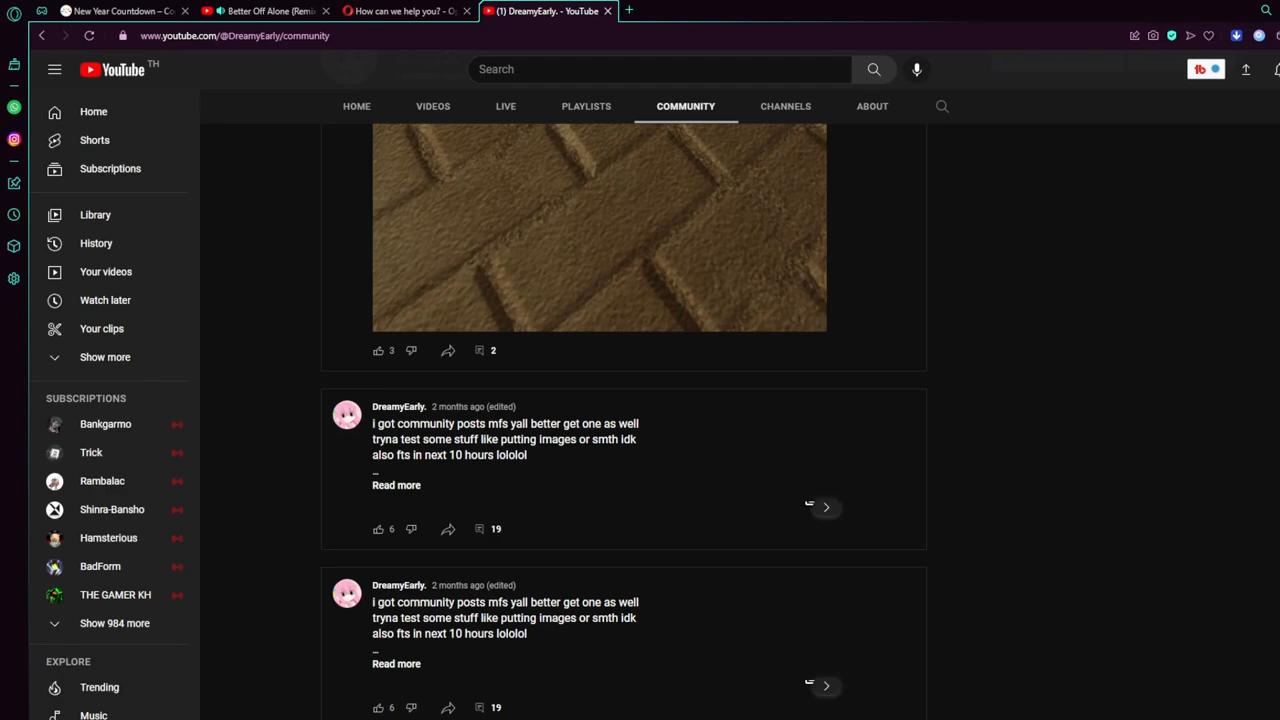 New Year Countdown – Co
Better Off Alone (Remi
How can we help you? - Op
(1) DreamyEarly. - YouTube
www.youtube.com/@DreamyEarly/community
YouTube TH
Search
HOME
VIDEOS
LIVE
PLAYLISTS
COMMUNITY
CHANNELS
ABOUT
Home
Shorts
Subscriptions
Library
History
Your videos
Watch later
Your clips
Show more
SUBSCRIPTIONS
Bankgarmo
Trick
Rambalac
Shinra-Bansho
Hamsterious
BadForm
THE GAMER KH
Show 984 more
EXPLORE
Trending
Music
3
2
DreamyEarly. 2 months ago (edited)
i got community posts mfs yall better get one as well
tryna test some stuff like putting images or smth idk
also fts in next 10 hours lololol
...
Read more
6
19
DreamyEarly. 2 months ago (edited)
i got community posts mfs yall better get one as well
tryna test some stuff like putting images or smth idk
also fts in next 10 hours lololol
...
Read more
6
19